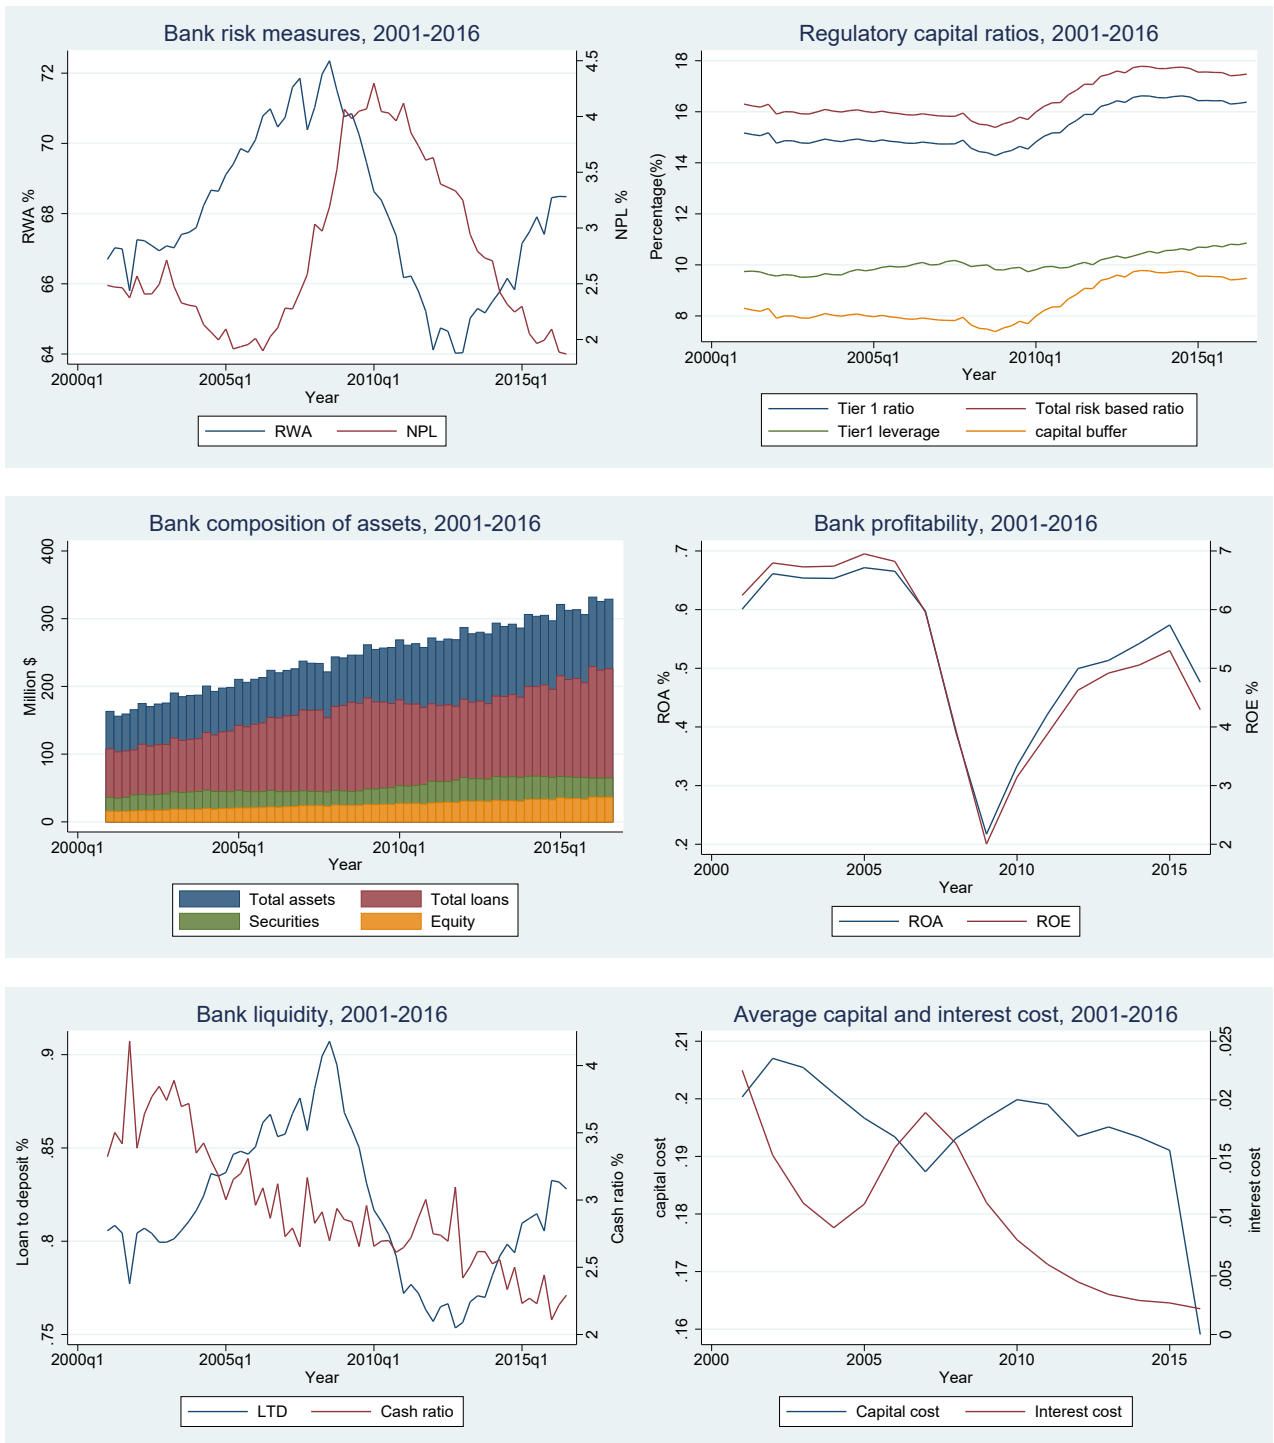 Bank risk measures, 2001-2016
RWA %
72
70
68
66
64
4.5
4
3.5
3
2.5
2
NPL %
2000q1 2005q1 2010q1 2015q1
Year
RWA NPL
Regulatory capital ratios, 2001-2016
Percentage(%)
18
16
14
12
10
8
2000q1 2005q1 2010q1 2015q1
Year
Tier 1 ratio Total risk based ratio
Tier1 leverage capital buffer
Bank composition of assets, 2001-2016
Million $
400
300
200
100
0
2000q1 2005q1 2010q1 2015q1
Year
Total assets Total loans
Securities Equity
Bank profitability, 2001-2016
ROA %
.7
.6
.5
.4
.3
.2
7
6
5
4
3
2
ROE %
2000 2005 2010 2015
Year
ROA ROE
Bank liquidity, 2001-2016
Loan to deposit %
.9
.85
.8
.75
4
3.5
3
2.5
2
Cash ratio %
2000q1 2005q1 2010q1 2015q1
Year
LTD Cash ratio
Average capital and interest cost, 2001-2016
capital cost
.21
.2
.19
.18
.17
.16
.025
.02
.015
.01
.005
0
interest cost
2000 2005 2010 2015
Year
Capital cost Interest cost